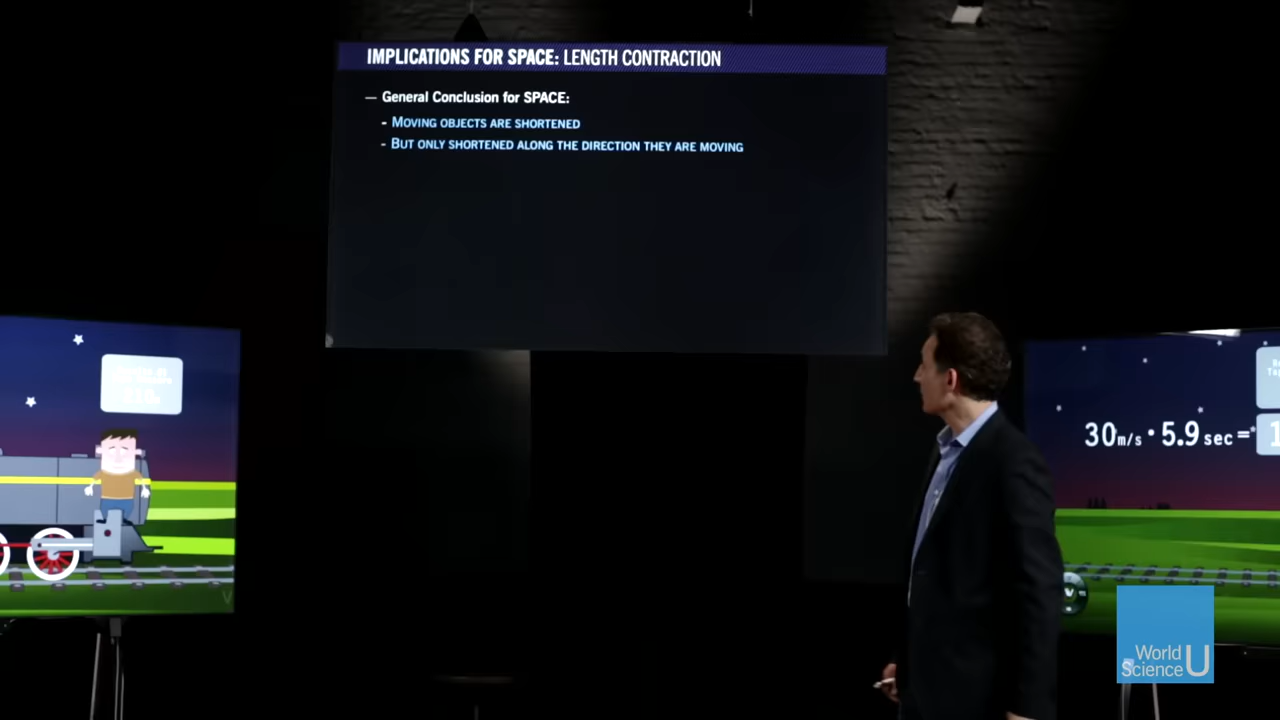 IMPLICATIONS FOR SPACE: LENGTH CONTRACTION
— General Conclusion for SPACE:
- MOVING OBJECTS ARE SHORTENED
- BUT ONLY SHORTENED ALONG THE DIRECTION THEY ARE MOVING
30m/s • 5.9 sec =
World
Science U